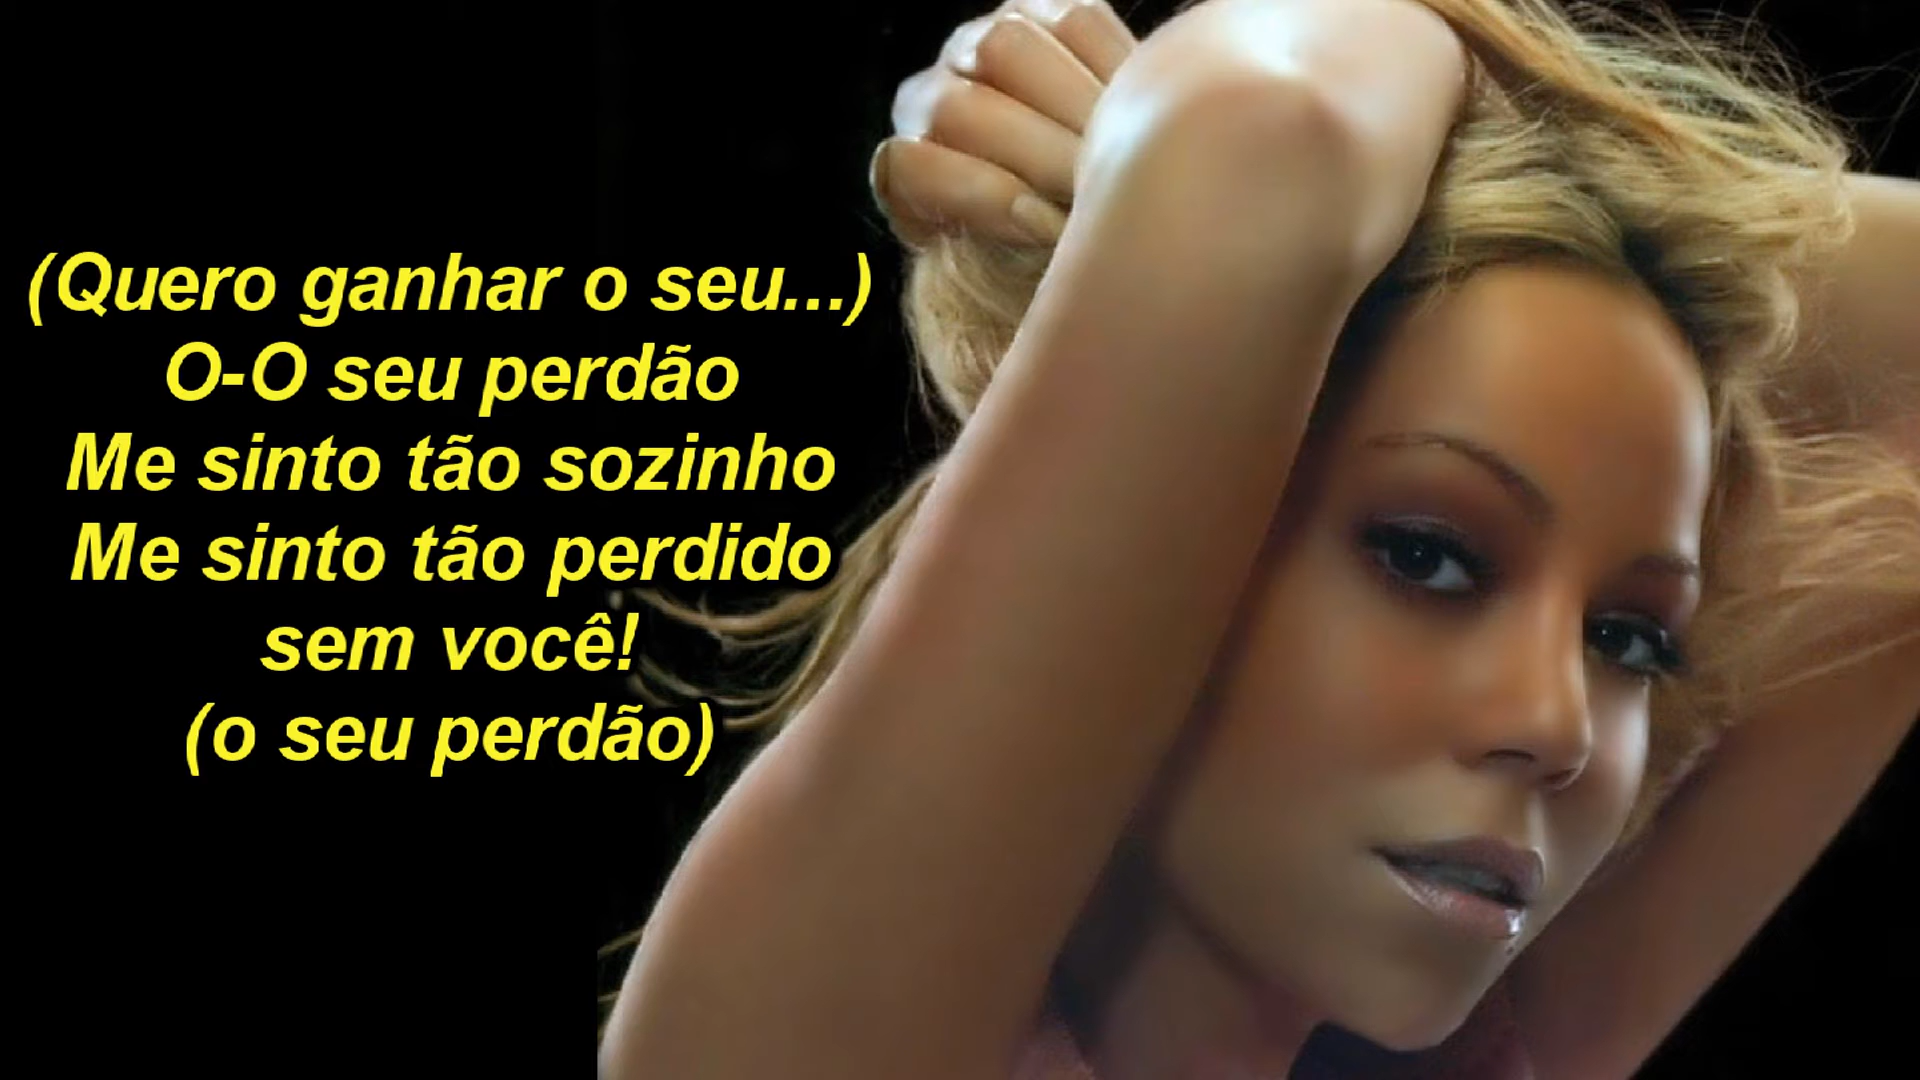 (Quero ganhar o seu...)
O-O seu perdão
Me sinto tão sozinho
Me sinto tão perdido
sem você!
(o seu perdão)